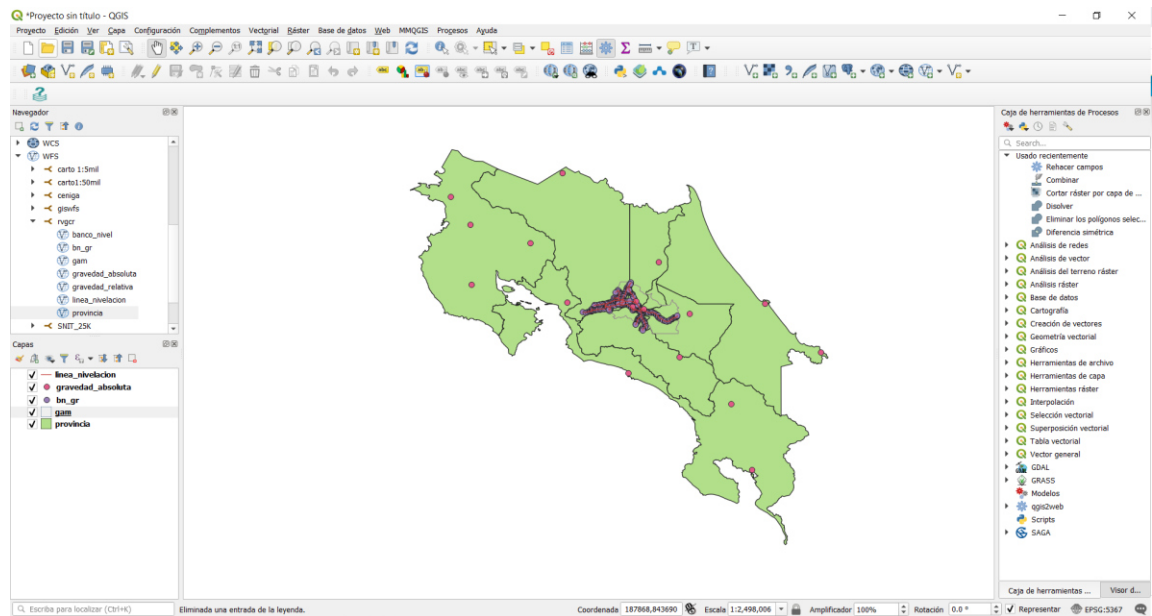 *Proyecto sin título - QGIS
Proyecto Edición Ver Capa Configuración Complementos Vectorial Ráster Base de datos Web MMQGIS Procesos Ayuda
Navegador
WCS
WFS
carto 1:5mil
carto1:50mil
ceniga
giswfs
rvgcr
banco_nivel
bn_gr
gam
gravedad_absoluta
gravedad_relativa
linea_nivelacion
provincia
SNIT_25K
Capas
linea_nivelacion
gravedad_absoluta
bn_gr
gam
provincia
Caja de herramientas de Procesos
Search...
Usado recientemente
Rehacer campos
Combinar
Cortar ráster por capa de ...
Disolver
Eliminar los polígonos selec...
Diferencia simétrica
Análisis de redes
Análisis de vector
Análisis del terreno ráster
Análisis ráster
Base de datos
Cartografía
Creación de vectores
Geometría vectorial
Gráficos
Herramientas de archivo
Herramientas de capa
Herramientas ráster
Interpolación
Selección vectorial
Superposición vectorial
Tabla vectorial
Vector general
GDAL
GRASS
Modelos
qgis2web
Scripts
SAGA
Caja de herramientas ... Visor d...
Escriba para localizar (Ctrl+K) Eliminada una entrada de la leyenda. Coordenada 187868,843690 Escala 1:2,498,006 Amplificador 100% Rotación 0.0 ° Representar EPSG:5367